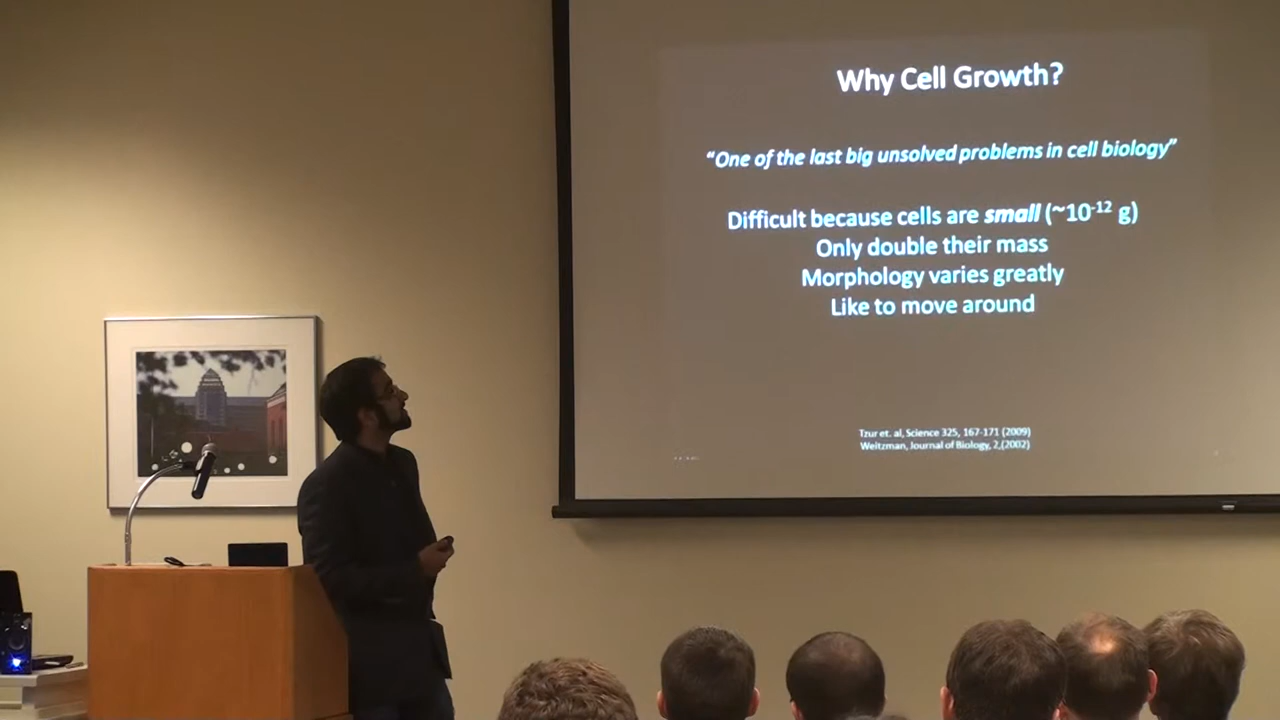 Why Cell Growth?
“One of the last big unsolved problems in cell biology”
Difficult because cells are small (~10⁻¹² g)
Only double their mass
Morphology varies greatly
Like to move around
Tzur et. al, Science 325, 167-171 (2009)
Weitzman, Journal of Biology, 2,(2002)